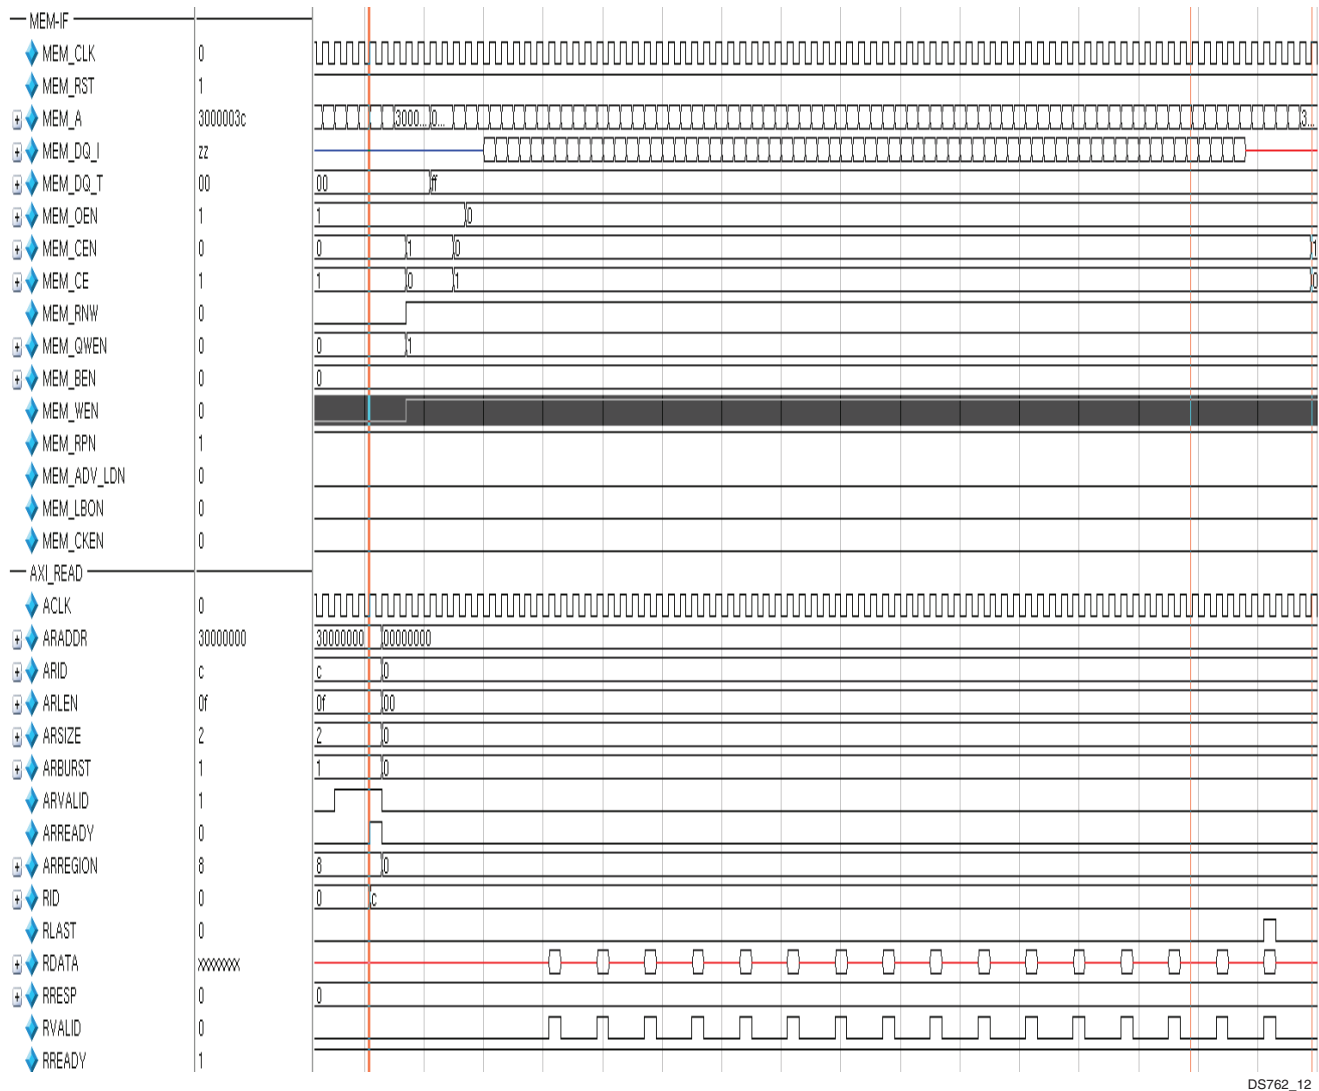 MEM-IF
MEM_CLK 0
MEM_RST 1
MEM_A 3000003c 3000... 0... 3...
MEM_DQ_I zz
MEM_DQ_T 00 00 ff
MEM_OEN 1 1 0
MEM_CEN 0 0 1 0 1
MEM_CE 1 1 0 1 0
MEM_RNW 0
MEM_QWEN 0 0 1
MEM_BEN 0 0
MEM_WEN 0
MEM_RPN 1
MEM_ADV_LDN 0
MEM_LBON 0
MEM_CKEN 0
AXI_READ
ACLK 0
ARADDR 30000000 30000000 00000000
ARID c c 0
ARLEN 0f 0f 00
ARSIZE 2 2 0
ARBURST 1 1 0
ARVALID 1
ARREADY 0
ARREGION 8 8 0
RID 0 0 c
RLAST 0
RDATA xxxxxxxx
RRESP 0 0
RVALID 0
RREADY 1
DS762_12